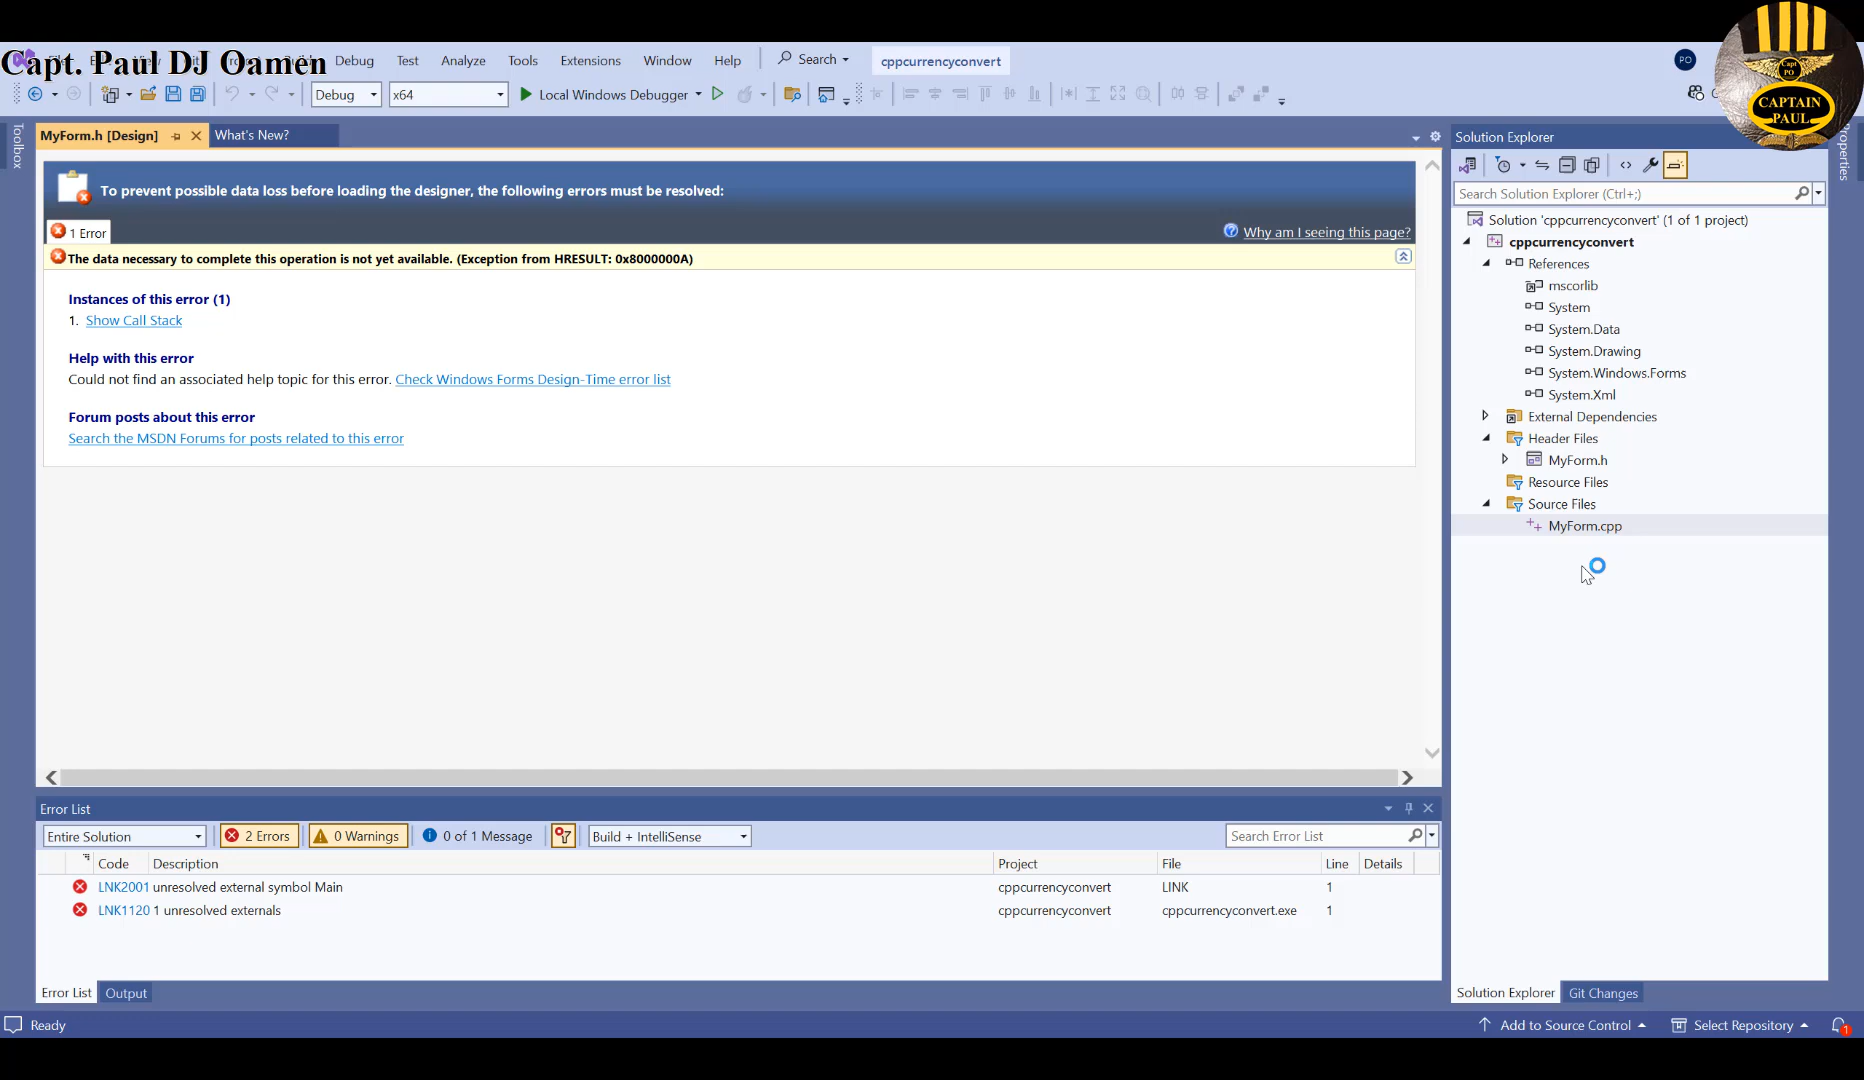 Capt. Paul DJ Oamen
Debug Test Analyze Tools Extensions Window Help Search cppcurrencyconvert PO
Debug x64 Local Windows Debugger
Capt
PO
CAPTAIN
PAUL
Toolbox
MyForm.h [Design] What's New?
To prevent possible data loss before loading the designer, the following errors must be resolved:
1 Error Why am I seeing this page?
The data necessary to complete this operation is not yet available. (Exception from HRESULT: 0x8000000A)
Instances of this error (1)
1. Show Call Stack
Help with this error
Could not find an associated help topic for this error. Check Windows Forms Design-Time error list
Forum posts about this error
Search the MSDN Forums for posts related to this error
Solution Explorer
Search Solution Explorer (Ctrl+;)
Solution 'cppcurrencyconvert' (1 of 1 project)
cppcurrencyconvert
References
mscorlib
System
System.Data
System.Drawing
System.Windows.Forms
System.Xml
External Dependencies
Header Files
MyForm.h
Resource Files
Source Files
MyForm.cpp
Properties
Error List
Entire Solution 2 Errors 0 Warnings 0 of 1 Message Build + IntelliSense Search Error List
Code Description Project File Line Details
LNK2001 unresolved external symbol Main cppcurrencyconvert LINK 1
LNK1120 1 unresolved externals cppcurrencyconvert cppcurrencyconvert.exe 1
Error List Output
Solution Explorer Git Changes
Ready Add to Source Control Select Repository 1